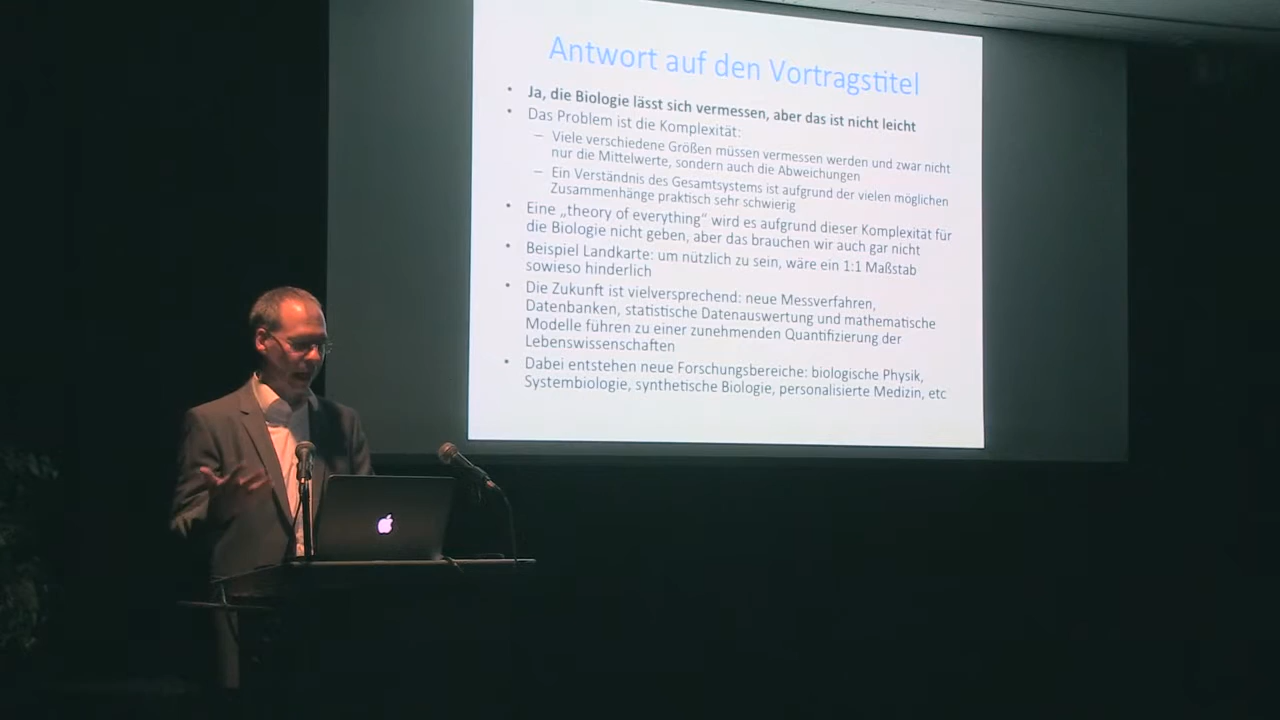 Antwort auf den Vortragstitel
• Ja, die Biologie lässt sich vermessen, aber das ist nicht leicht
• Das Problem ist die Komplexität:
– Viele verschiedene Größen müssen vermessen werden und zwar nicht
nur die Mittelwerte, sondern auch die Abweichungen
– Ein Verständnis des Gesamtsystems ist aufgrund der vielen möglichen
Zusammenhänge praktisch sehr schwierig
• Eine „theory of everything“ wird es aufgrund dieser Komplexität für
die Biologie nicht geben, aber das brauchen wir auch gar nicht
• Beispiel Landkarte: um nützlich zu sein, wäre ein 1:1 Maßstab
sowieso hinderlich
• Die Zukunft ist vielversprechend: neue Messverfahren,
Datenbanken, statistische Datenauswertung und mathematische
Modelle führen zu einer zunehmenden Quantifizierung der
Lebenswissenschaften
• Dabei entstehen neue Forschungsbereiche: biologische Physik,
Systembiologie, synthetische Biologie, personalisierte Medizin, etc